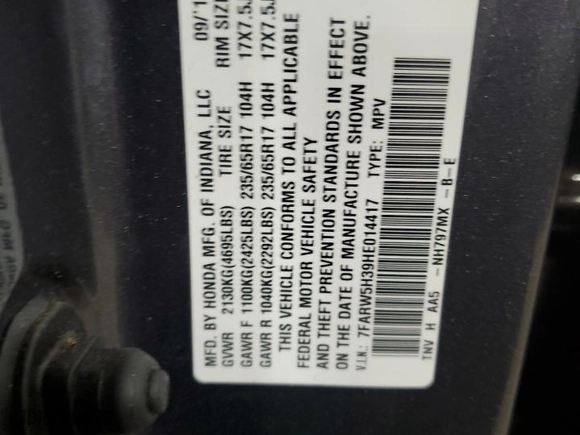 MFD. BY HONDA MFG. OF INDIANA, LLC 09/1
GVWR 2130KG(4695LBS) TIRE SIZE RIM SIZE
GAWR F 1100KG(2425LBS) 235/65R17 104H 17X7.5J
GAWR R 1040KG(2292LBS) 235/65R17 104H 17X7.5J
THIS VEHICLE CONFORMS TO ALL APPLICABLE
FEDERAL MOTOR VEHICLE SAFETY
AND THEFT PREVENTION STANDARDS IN EFFECT
ON THE DATE OF MANUFACTURE SHOWN ABOVE.
V.I.N.: 7FARW5H39HE014417 TYPE: MPV
TNV H AA5 - NH797MX - B-E